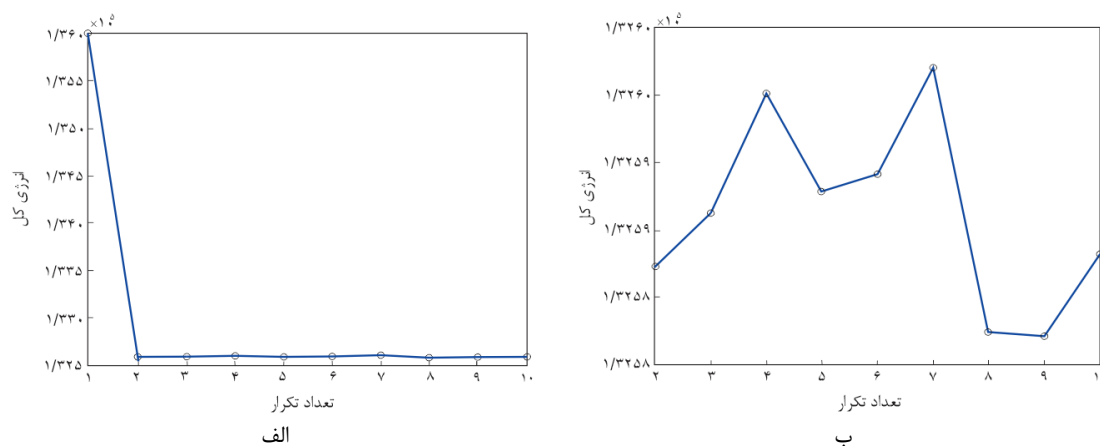 ×۱۰^۵
۱/۳۶۰
۱/۳۵۵
۱/۳۵۰
۱/۳۴۵
۱/۳۴۰
۱/۳۳۵
۱/۳۳۰
۱/۳۲۵
انرژی کل
۱ ۲ ۳ ۴ ۵ ۶ ۷ ۸ ۹ ۱۰
تعداد تکرار
الف
×۱۰^۵
۱/۳۲۶۰
۱/۳۲۶۰
۱/۳۲۵۹
۱/۳۲۵۹
۱/۳۲۵۸
۱/۳۲۵۸
انرژی کل
۲ ۳ ۴ ۵ ۶ ۷ ۸ ۹ ۱
تعداد تکرار
ب